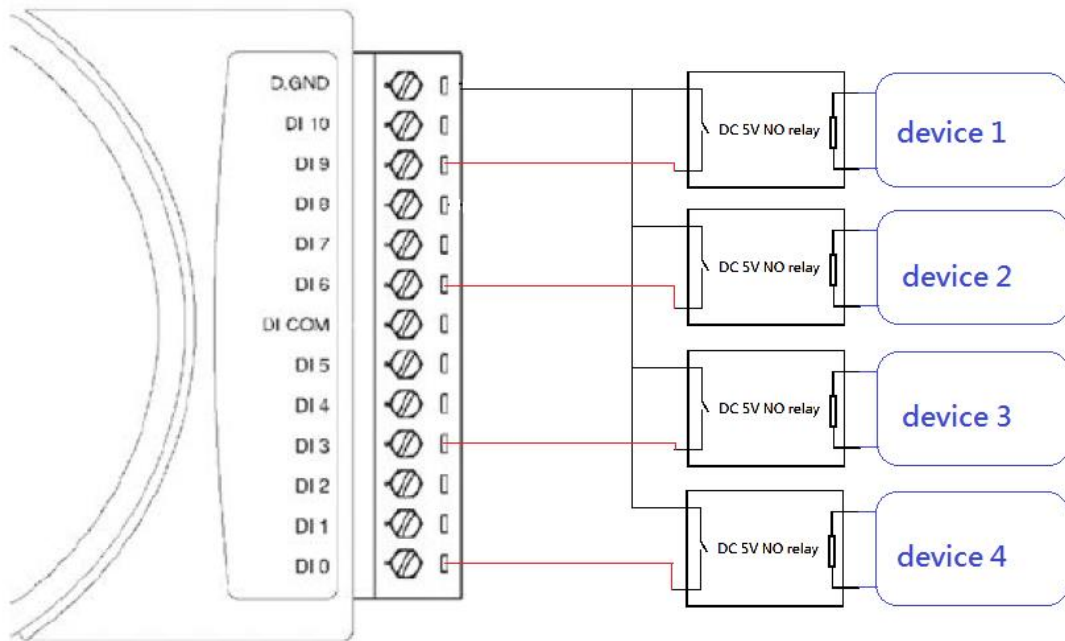 D.GND
DI 10
DI 9
DI 8
DI 7
DI 6
DI COM
DI 5
DI 4
DI 3
DI 2
DI 1
DI 0
DC 5V NO relay
device 1
DC 5V NO relay
device 2
DC 5V NO relay
device 3
DC 5V NO relay
device 4